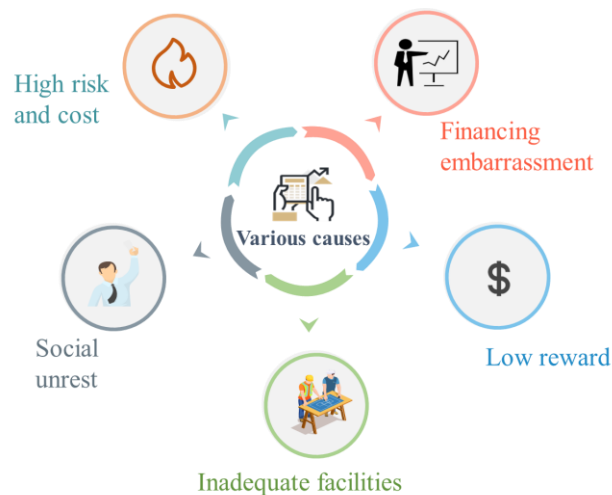 High risk
and cost
Financing
embarrassment
Various causes
Social
unrest
$
Low reward
Inadequate facilities